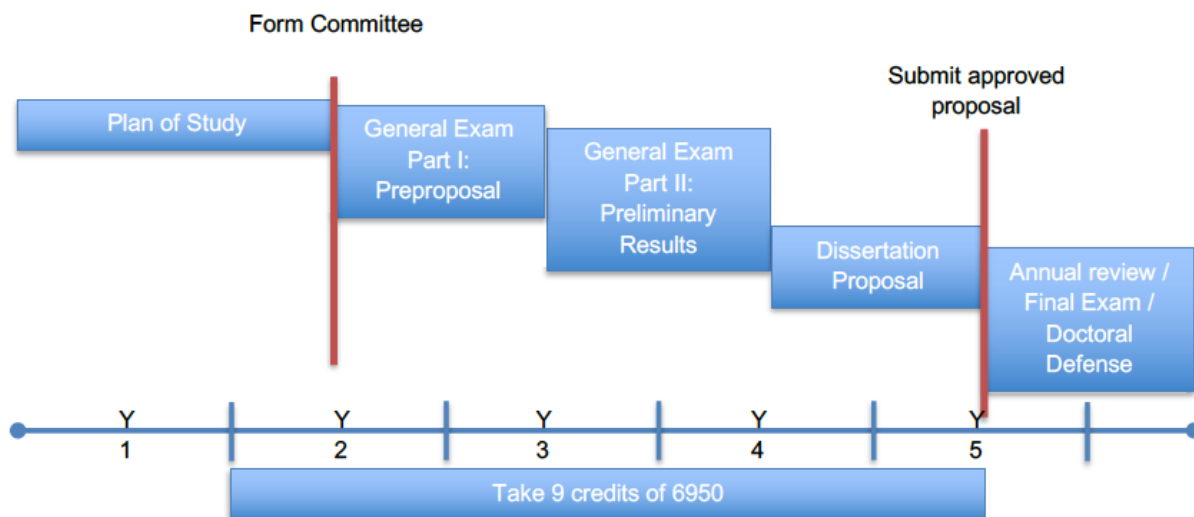 Form Committee
Submit approved
proposal
Plan of Study
General Exam
Part I:
Preproposal
General Exam
Part II:
Preliminary
Results
Dissertation
Proposal
Annual review /
Final Exam /
Doctoral
Defense
Y Y Y Y Y
1 2 3 4 5
Take 9 credits of 6950